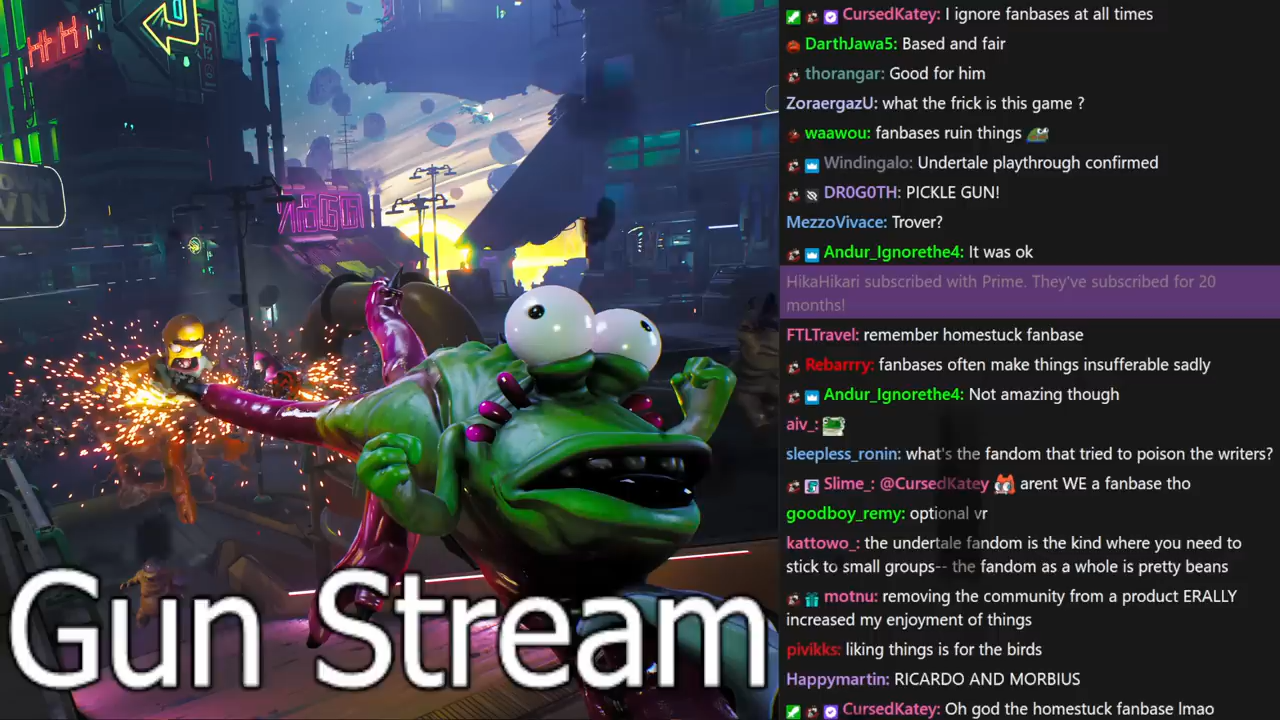 Gun Stream
CursedKatey: I ignore fanbases at all times
DarthJawa5: Based and fair
thorangar: Good for him
ZoraergazU: what the frick is this game ?
waawou: fanbases ruin things
Windingalo: Undertale playthrough confirmed
DR0G0TH: PICKLE GUN!
MezzoVivace: Trover?
Andur_Ignorethe4: It was ok
HikaHikari subscribed with Prime. They've subscribed for 20
months!
FTLTravel: remember homestuck fanbase
Rebarrry: fanbases often make things insufferable sadly
Andur_Ignorethe4: Not amazing though
aiv_:
sleepless_ronin: what's the fandom that tried to poison the writers?
Slime_: @CursedKatey arent WE a fanbase tho
goodboy_remy: optional vr
kattowo_: the undertale fandom is the kind where you need to
stick to small groups-- the fandom as a whole is pretty beans
motnu: removing the community from a product ERALLY
increased my enjoyment of things
pivikks: liking things is for the birds
Happymartin: RICARDO AND MORBIUS
CursedKatey: Oh god the homestuck fanbase lmao